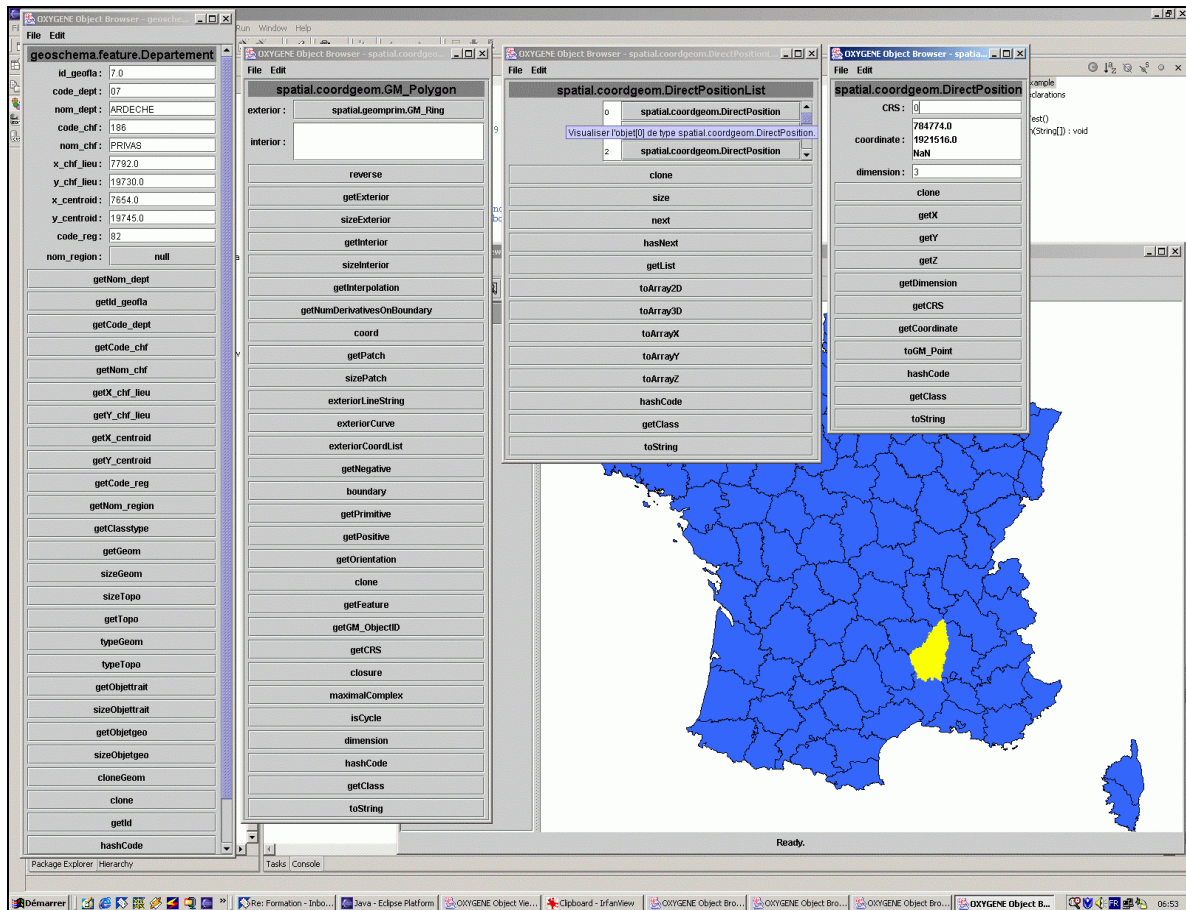 OXYGENE Object Browser - geosche...
File Edit
geoschema.feature.Departement
id_geofla : 7.0
code_dept : 07
nom_dept : ARDECHE
code_chf : 186
nom_chf : PRIVAS
x_chf_lieu : 7792.0
y_chf_lieu : 19730.0
x_centroid : 7654.0
y_centroid : 19745.0
code_reg : 82
nom_region : null
getNom_dept
getId_geofla
getCode_dept
getCode_chf
getNom_chf
getX_chf_lieu
getY_chf_lieu
getX_centroid
getY_centroid
getCode_reg
getNom_region
getClasstype
getGeom
sizeGeom
sizeTopo
getTopo
typeGeom
typeTopo
getObjettrait
sizeObjettrait
getObjetgeo
sizeObjetgeo
cloneGeom
clone
getId
hashCode
Package Explorer Hierarchy
Run Window Help
OXYGENE Object Browser - spatial.coordgeo...
File Edit
spatial.coordgeom.GM_Polygon
exterior : spatial.geomprim.GM_Ring
interior :
reverse
getExterior
sizeExterior
getInterior
sizeInterior
getInterpolation
getNumDerivativesOnBoundary
coord
getPatch
sizePatch
exteriorLineString
exteriorCurve
exteriorCoordList
getNegative
boundary
getPrimitive
getPositive
getOrientation
clone
getFeature
getGM_ObjectID
getCRS
closure
maximalComplex
isCycle
dimension
hashCode
getClass
toString
Tasks Console
OXYGENE Object Browser - spatial.coordgeom.DirectPositionL...
File Edit
spatial.coordgeom.DirectPositionList
0 spatial.coordgeom.DirectPosition
Visualiser l'objet[0] de type spatial.coordgeom.DirectPosition.
2 spatial.coordgeom.DirectPosition
clone
size
next
hasNext
getList
toArray2D
toArray3D
toArrayX
toArrayY
toArrayZ
hashCode
getClass
toString
OXYGENE Object Browser - spatia...
File Edit
spatial.coordgeom.DirectPosition
CRS : 0
coordinate : 784774.0
1921516.0
NaN
dimension : 3
clone
getX
getY
getZ
getDimension
getCRS
getCoordinate
toGM_Point
hashCode
getClass
toString
xample
clarations
est()
n(String[]) : void
Ready.
Démarrer
Re: Formation - Inbo...
Java - Eclipse Platform
OXYGENE Object Vie...
Clipboard - IrfanView
OXYGENE Object Bro...
OXYGENE Object Bro...
OXYGENE Object Bro...
OXYGENE Object B...
FR
06:53